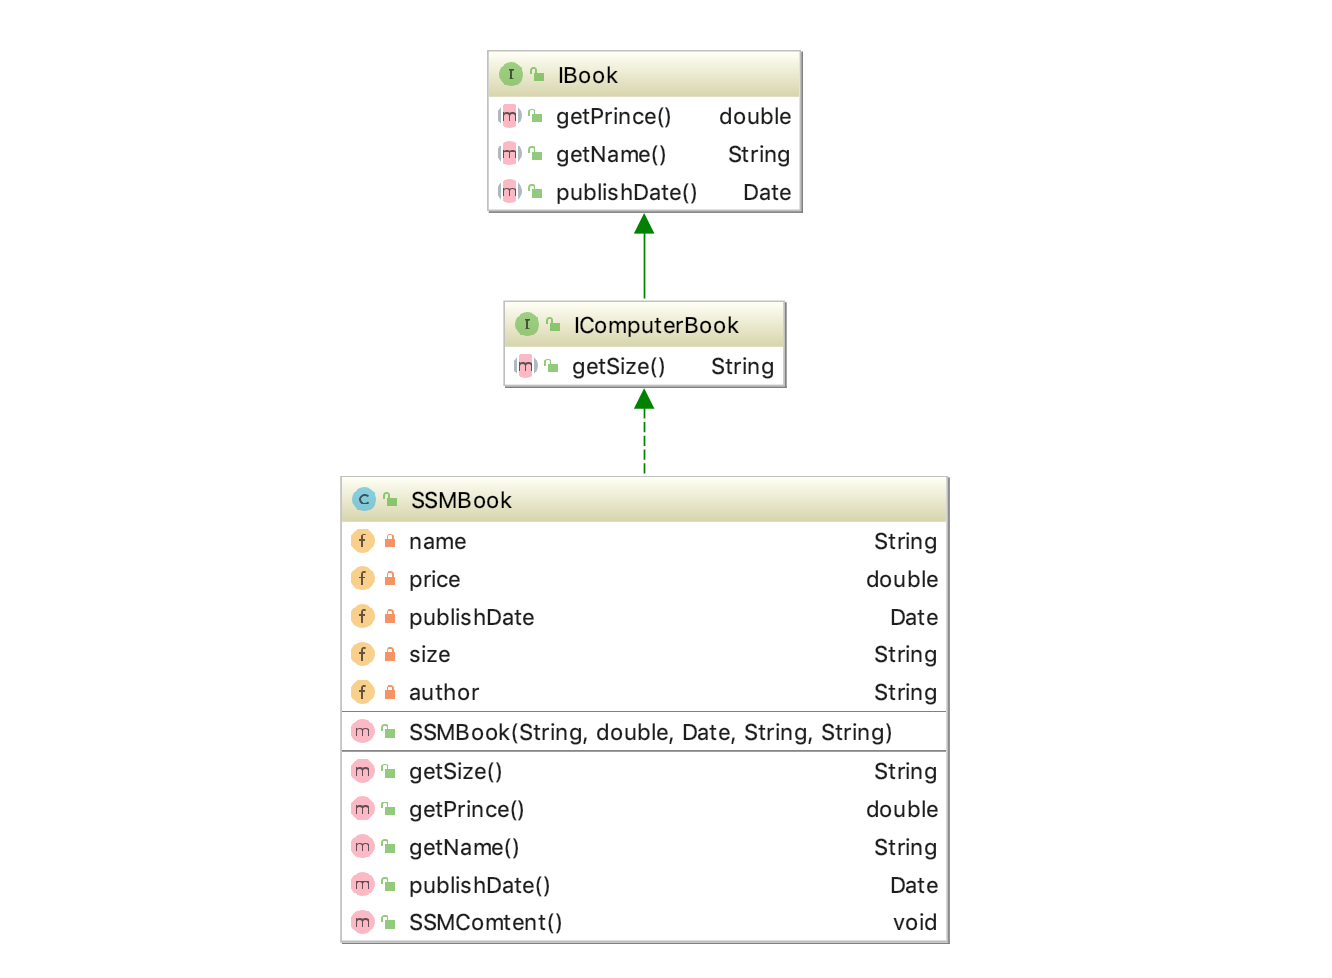 IBook
getPrince() double
getName() String
publishDate() Date
IComputerBook
getSize() String
SSMBook
name String
price double
publishDate Date
size String
author String
SSMBook(String, double, Date, String, String)
getSize() String
getPrince() double
getName() String
publishDate() Date
SSMComtent() void